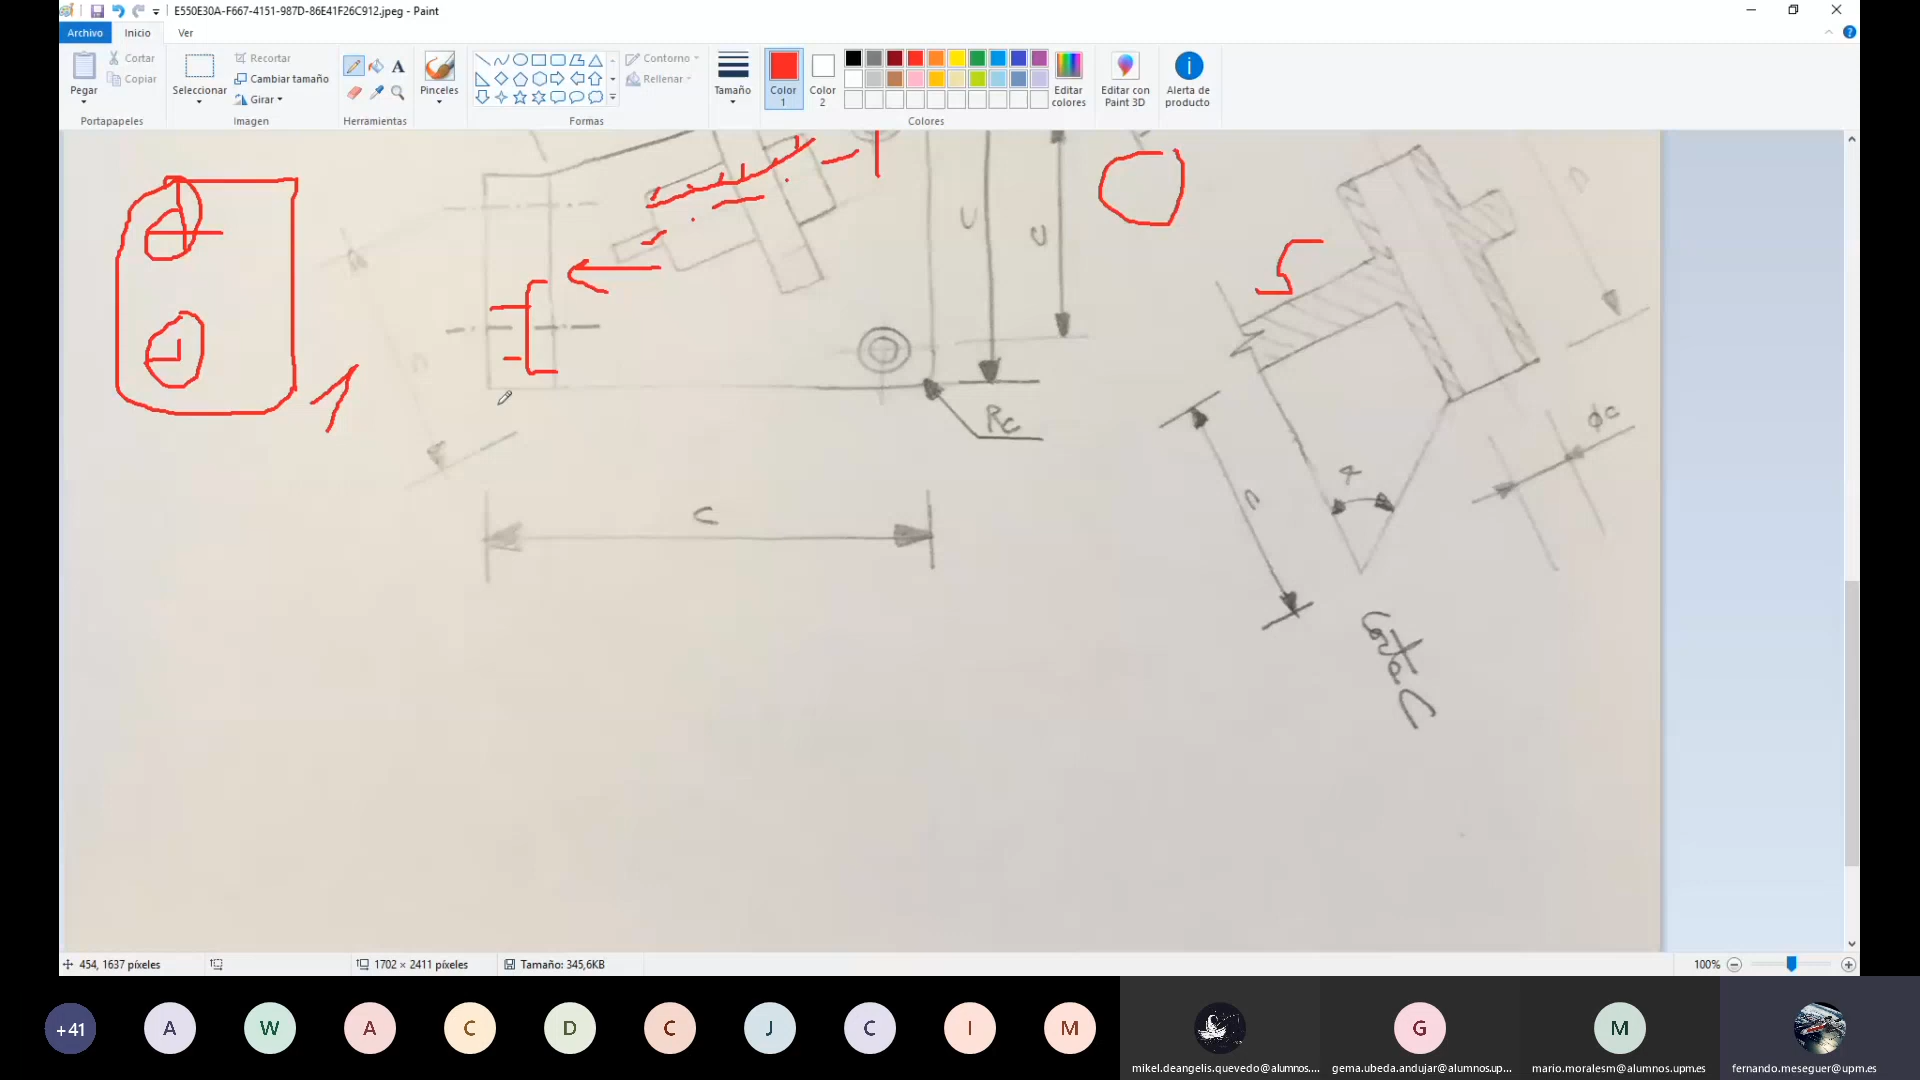 E550E30A-F667-4151-987D-86E41F26C912.jpeg - Paint
Archivo
Inicio
Ver
Pegar
Cortar
Copiar
Portapapeles
Seleccionar
Recortar
Cambiar tamaño
Girar
Imagen
A
Herramientas
Pinceles
Contorno
Rellenar
Formas
Tamaño
Color
1
Color
2
Editar
colores
Colores
Editar con
Paint 3D
Alerta de
producto
C
C
Rc
C
D
α
φC
Corte C
1
454, 1637 píxeles
1702 × 2411 píxeles
Tamaño: 345,6KB
100%
+41
A
W
A
C
D
C
J
C
I
M
G
M
mikel.deangelis.quevedo@alumnos....
gema.ubeda.andujar@alumnos.up...
mario.moralesm@alumnos.upm.es
fernando.meseguer@upm.es